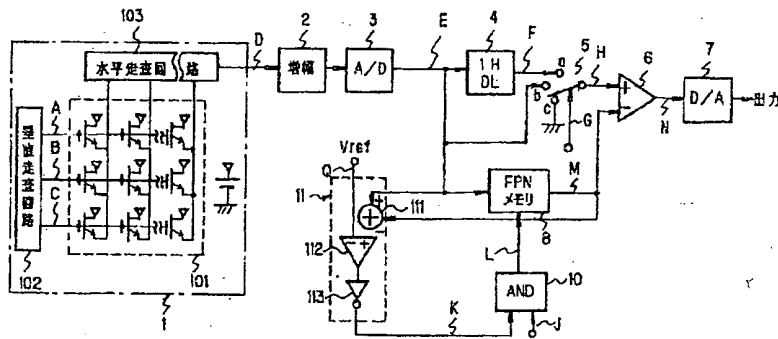 103
水平走査回路
D
2
増幅
3
A/D
E
4
1H
DL
F
a
b
c
5
H
G
6
N
7
D/A
出力
A
B
C
垂直走査回路
102
101
1
Vref
Q
11
+
+
111
− +
112
113
K
FPN
メモリ
8
M
L
AND
10
J
+
−